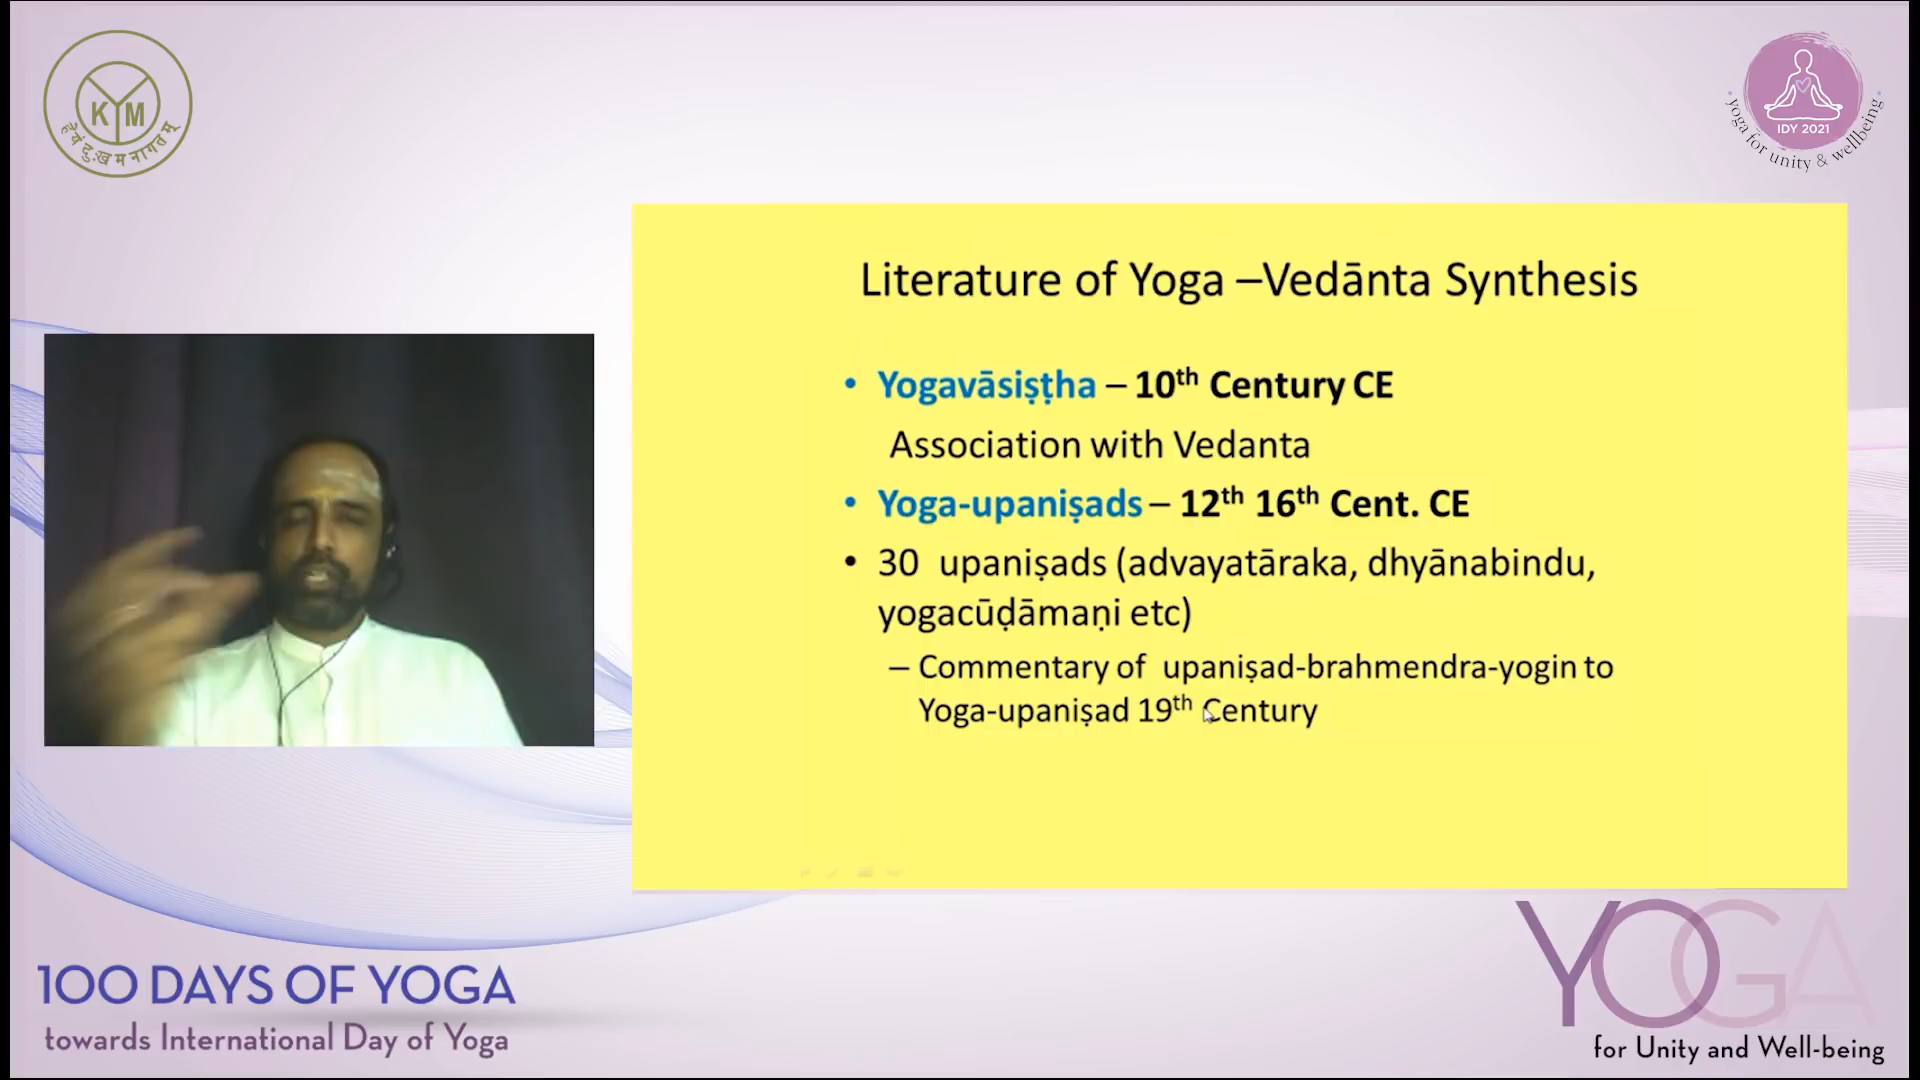 K Y M
हेयं दुःखमनागतम्
IDY 2021
yoga for unity & wellbeing
Literature of Yoga –Vedānta Synthesis
• Yogavāsiṣṭha – 10th Century CE
Association with Vedanta
• Yoga-upaniṣads – 12th 16th Cent. CE
• 30 upaniṣads (advayatāraka, dhyānabindu,
yogacūḍāmaṇi etc)
– Commentary of upaniṣad-brahmendra-yogin to
Yoga-upaniṣad 19th Century
100 DAYS OF YOGA
towards International Day of Yoga
YOGA
for Unity and Well-being